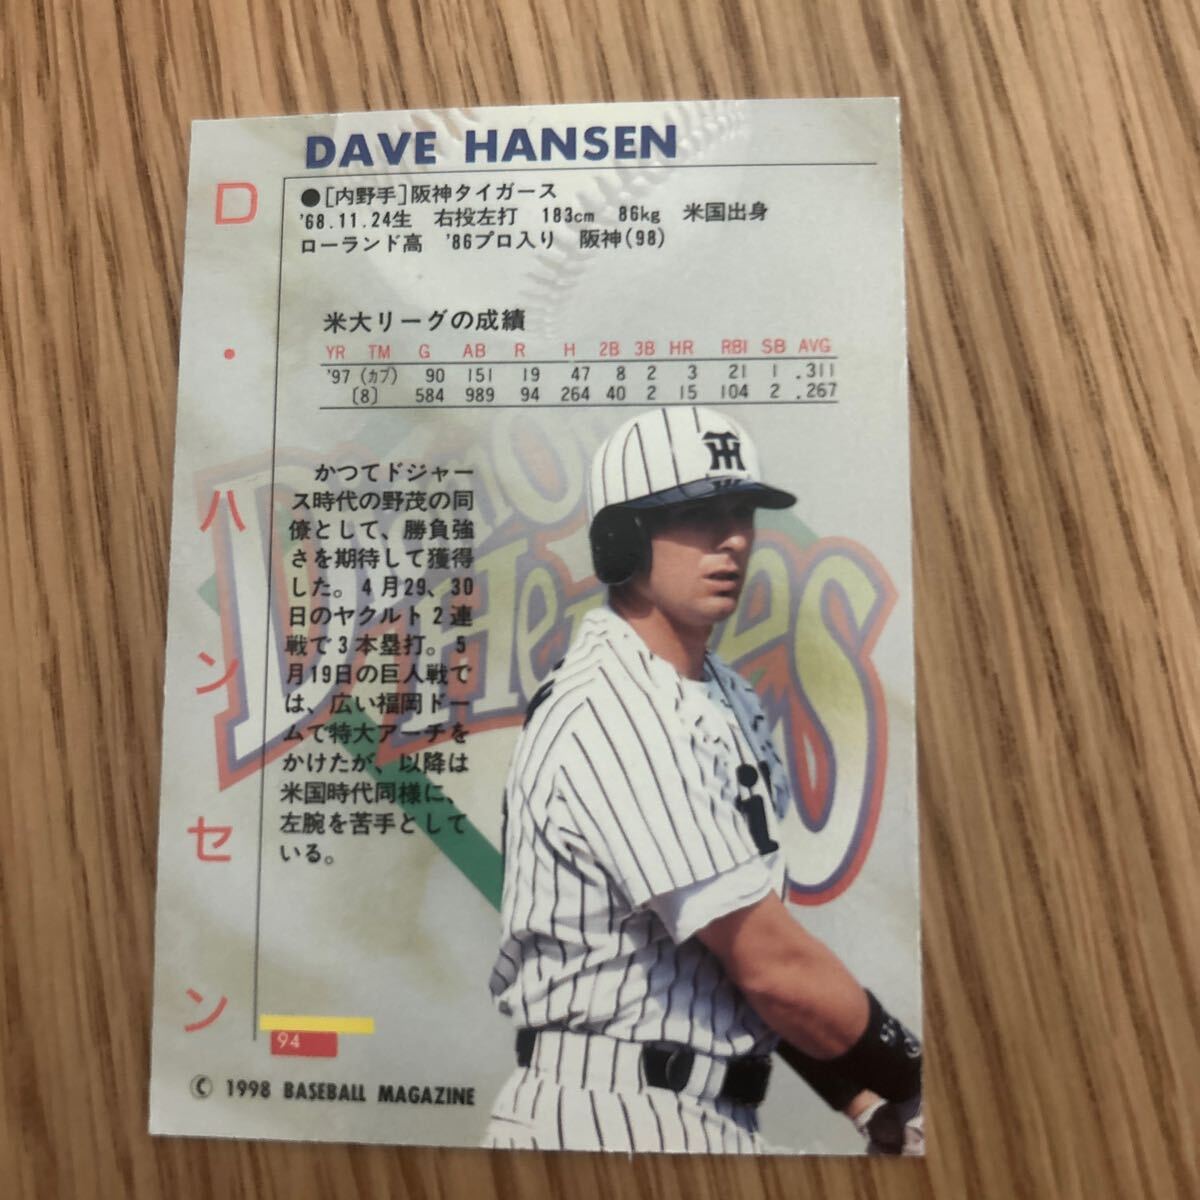 DAVE HANSEN
D・ハンセン
●[内野手]阪神タイガース
'68.11.24生 右投左打 183cm 86kg 米国出身
ローランド高 '86プロ入り 阪神(98)
米大リーグの成績
YR TM G AB R H 2B 3B HR RBI SB AVG
'97 (カブ) 90 151 19 47 8 2 3 21 1 .311
[8] 584 989 94 264 40 2 15 104 2 .267
かつてドジャー
ス時代の野茂の同
僚として、勝負強
さを期待して獲得
した。4月29、30
日のヤクルト2連
戦で3本塁打。5
月19日の巨人戦で
は、広い福岡ドー
ムで特大アーチを
かけたが、以降は
米国時代同様に、
左腕を苦手として
いる。
Diamond
Heroes
94
© 1998 BASEBALL MAGAZINE